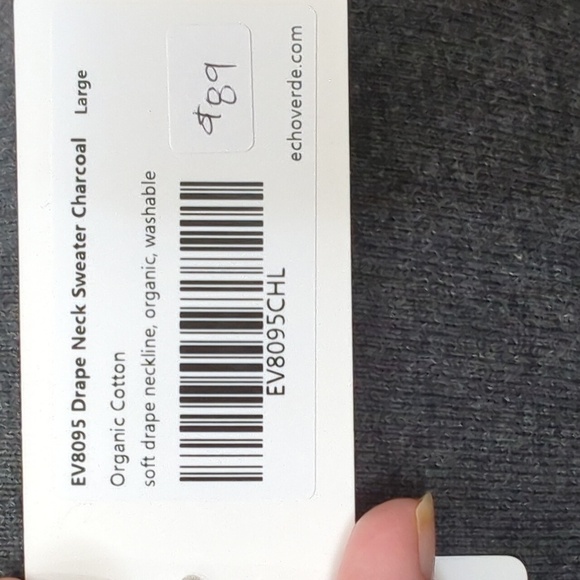 EV8095 Drape Neck Sweater Charcoal Large
Organic Cotton
soft drape neckline, organic, washable
$89
EV8095CHL
echoverde.com